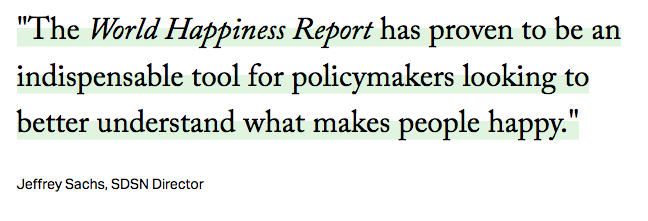 "The World Happiness Report has proven to be an
indispensable tool for policymakers looking to
better understand what makes people happy."
Jeffrey Sachs, SDSN Director